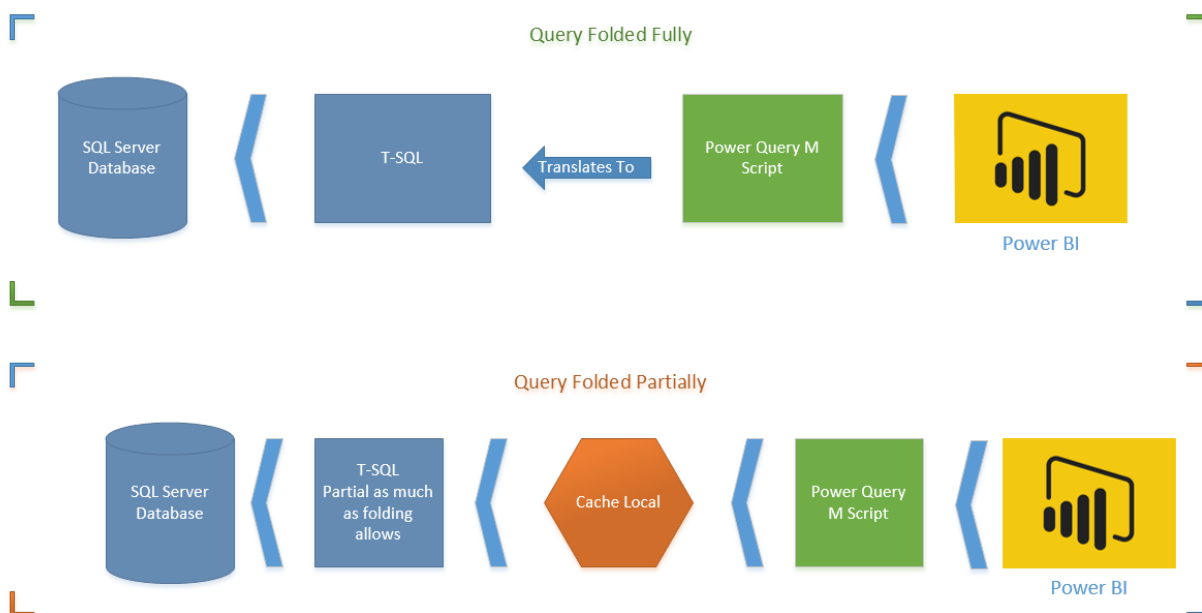 Query Folded Fully
SQL Server
Database
T-SQL
Translates To
Power Query M
Script
Power BI
Query Folded Partially
SQL Server
Database
T-SQL
Partial as much
as folding
allows
Cache Local
Power Query
M Script
Power BI